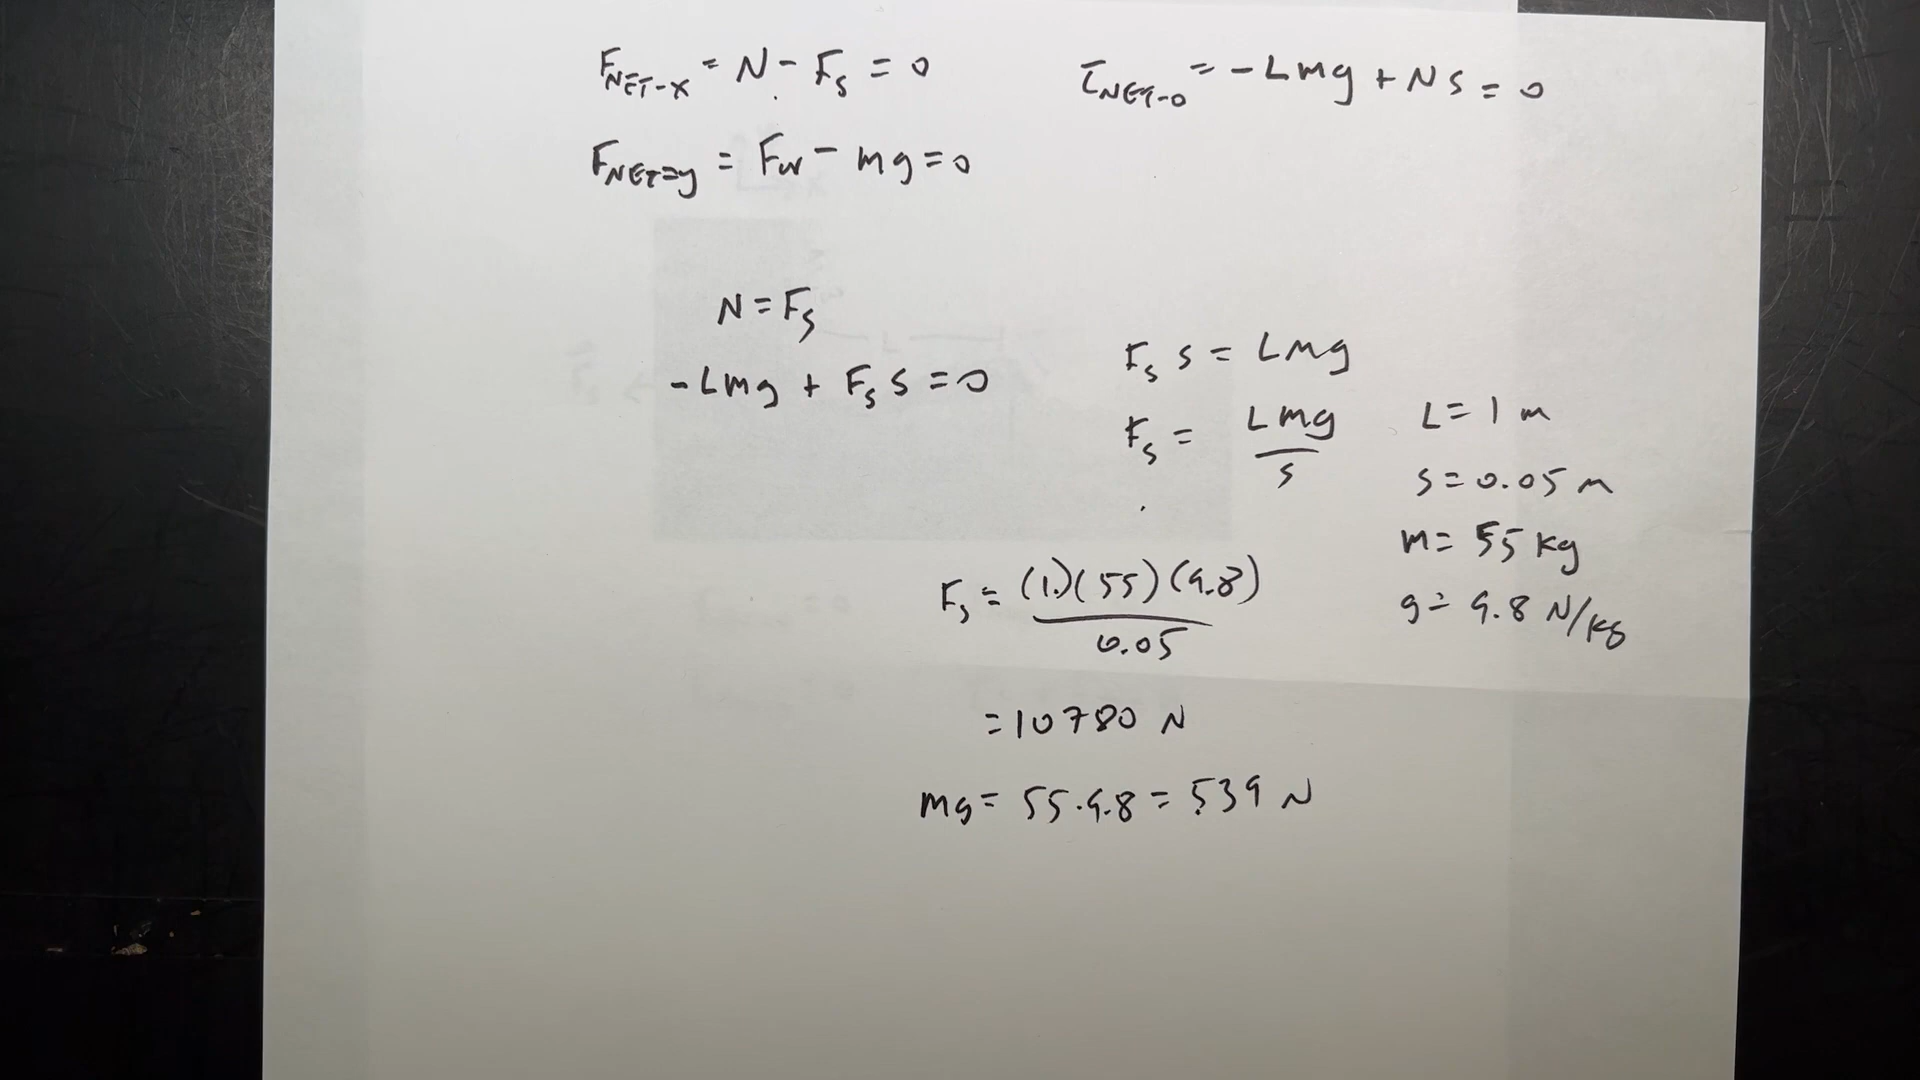 F_NET-x = N - F_s = 0
τ_NET-o = -Lmg + Ns = 0
F_NET=y = F_w - mg = 0
N = F_s
-Lmg + F_s s = 0
F_s s = Lmg
F_s = Lmg/s
L = 1 m
s = 0.05 m
m = 55 kg
g = 9.8 N/kg
F_s = (1.)(55)(9.8)/0.05
= 10780 N
mg = 55·9.8 = 539 N